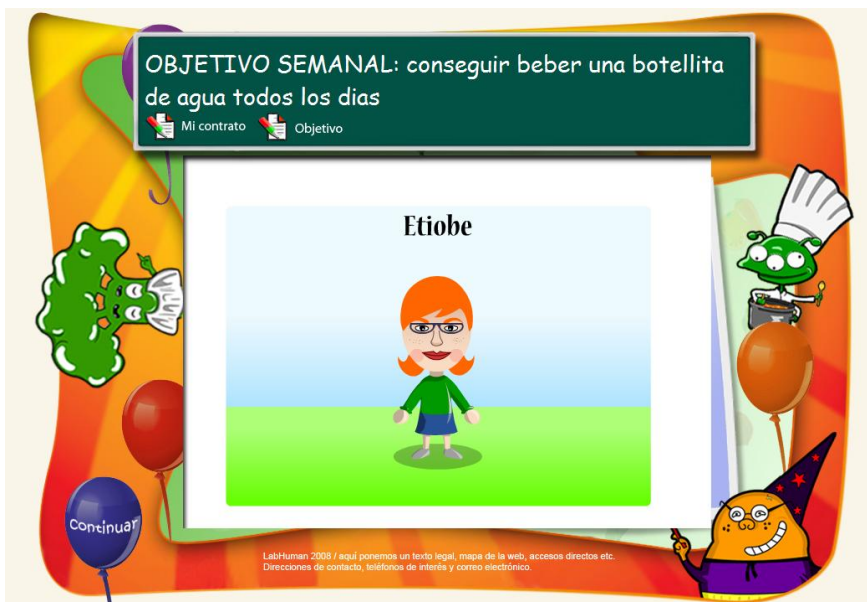 OBJETIVO SEMANAL: conseguir beber una botellita
de agua todos los dias
Mi contrato
Objetivo
Etiobe
Continuar
LabHuman 2008 / aquí ponemos un texto legal, mapa de la web, accesos directos etc.
Direcciones de contacto, teléfonos de interés y correo electrónico.